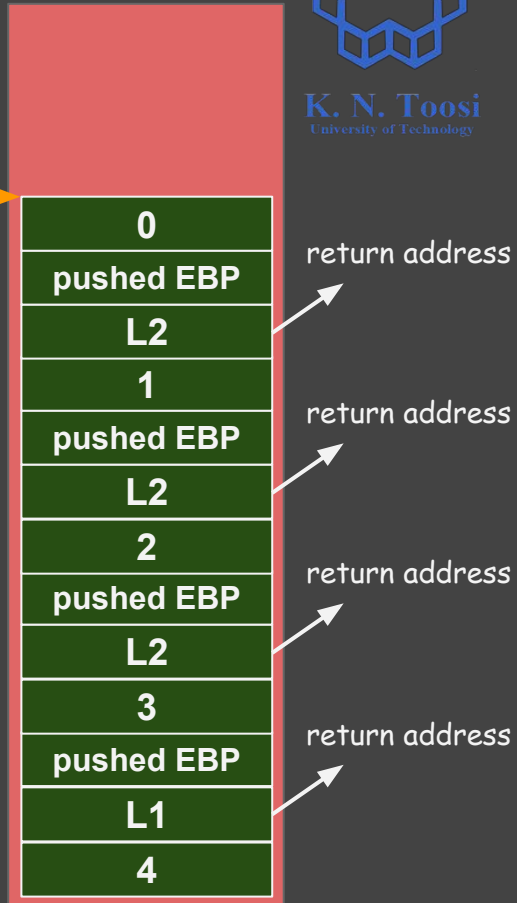 K. N. Toosi
University of Technology
0
return address
pushed EBP
L2
1
return address
pushed EBP
L2
2
return address
pushed EBP
L2
3
return address
pushed EBP
L1
4